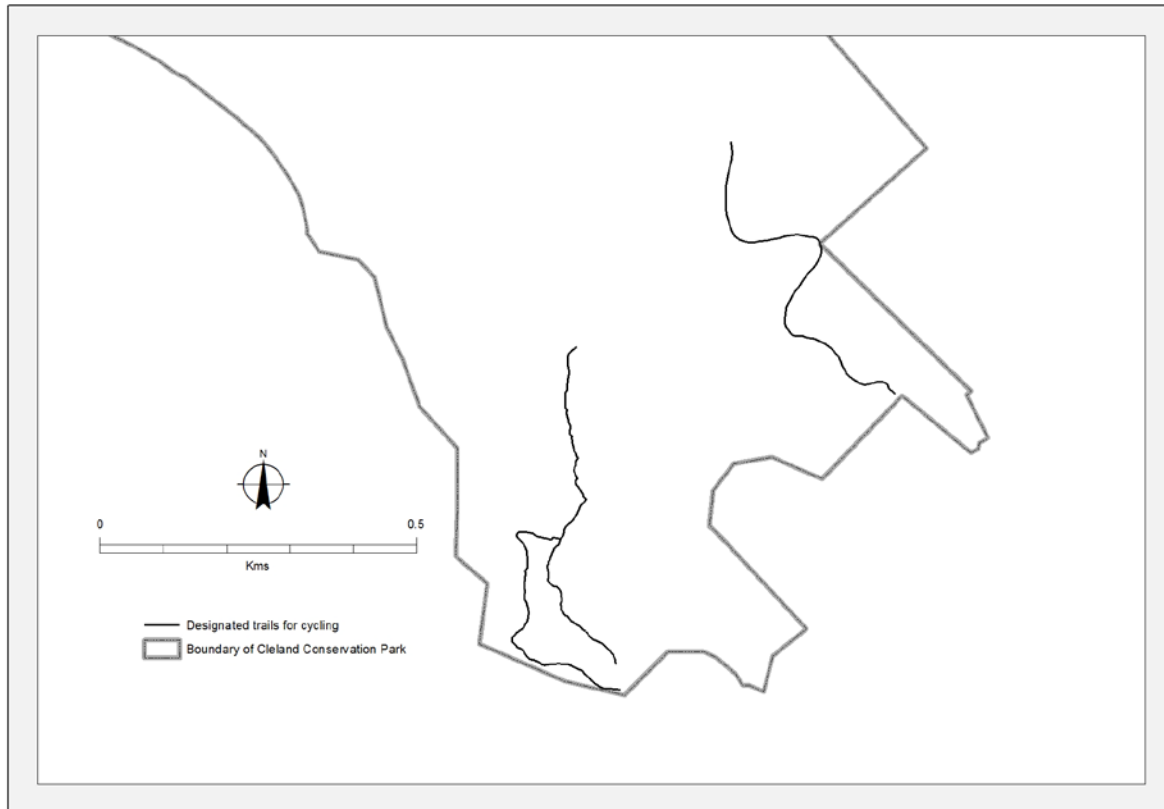 N
0 0.5
Kms
Designated trails for cycling
Boundary of Cleland Conservation Park